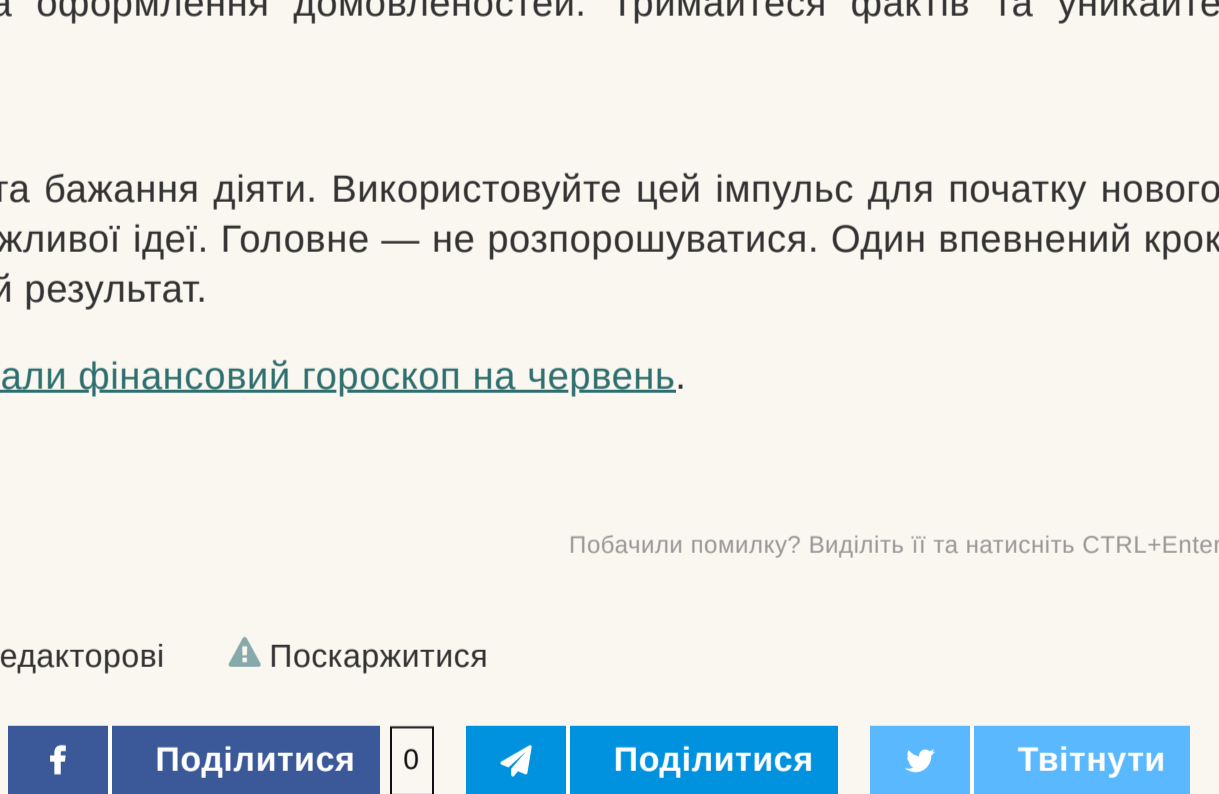 а оформлення домовленостей. Тримайтеся фактів та уникайте
та бажання діяти. Використовуйте цей імпульс для початку нового
жливої ідеї. Головне — не розпорошуватися. Один впевнений крок
й результат.
али фінансовий гороскоп на червень.
Побачили помилку? Виділіть її та натисніть CTRL+Enter
едакторові Поскаржитися
Поділитися 0 Поділитися Твітнути